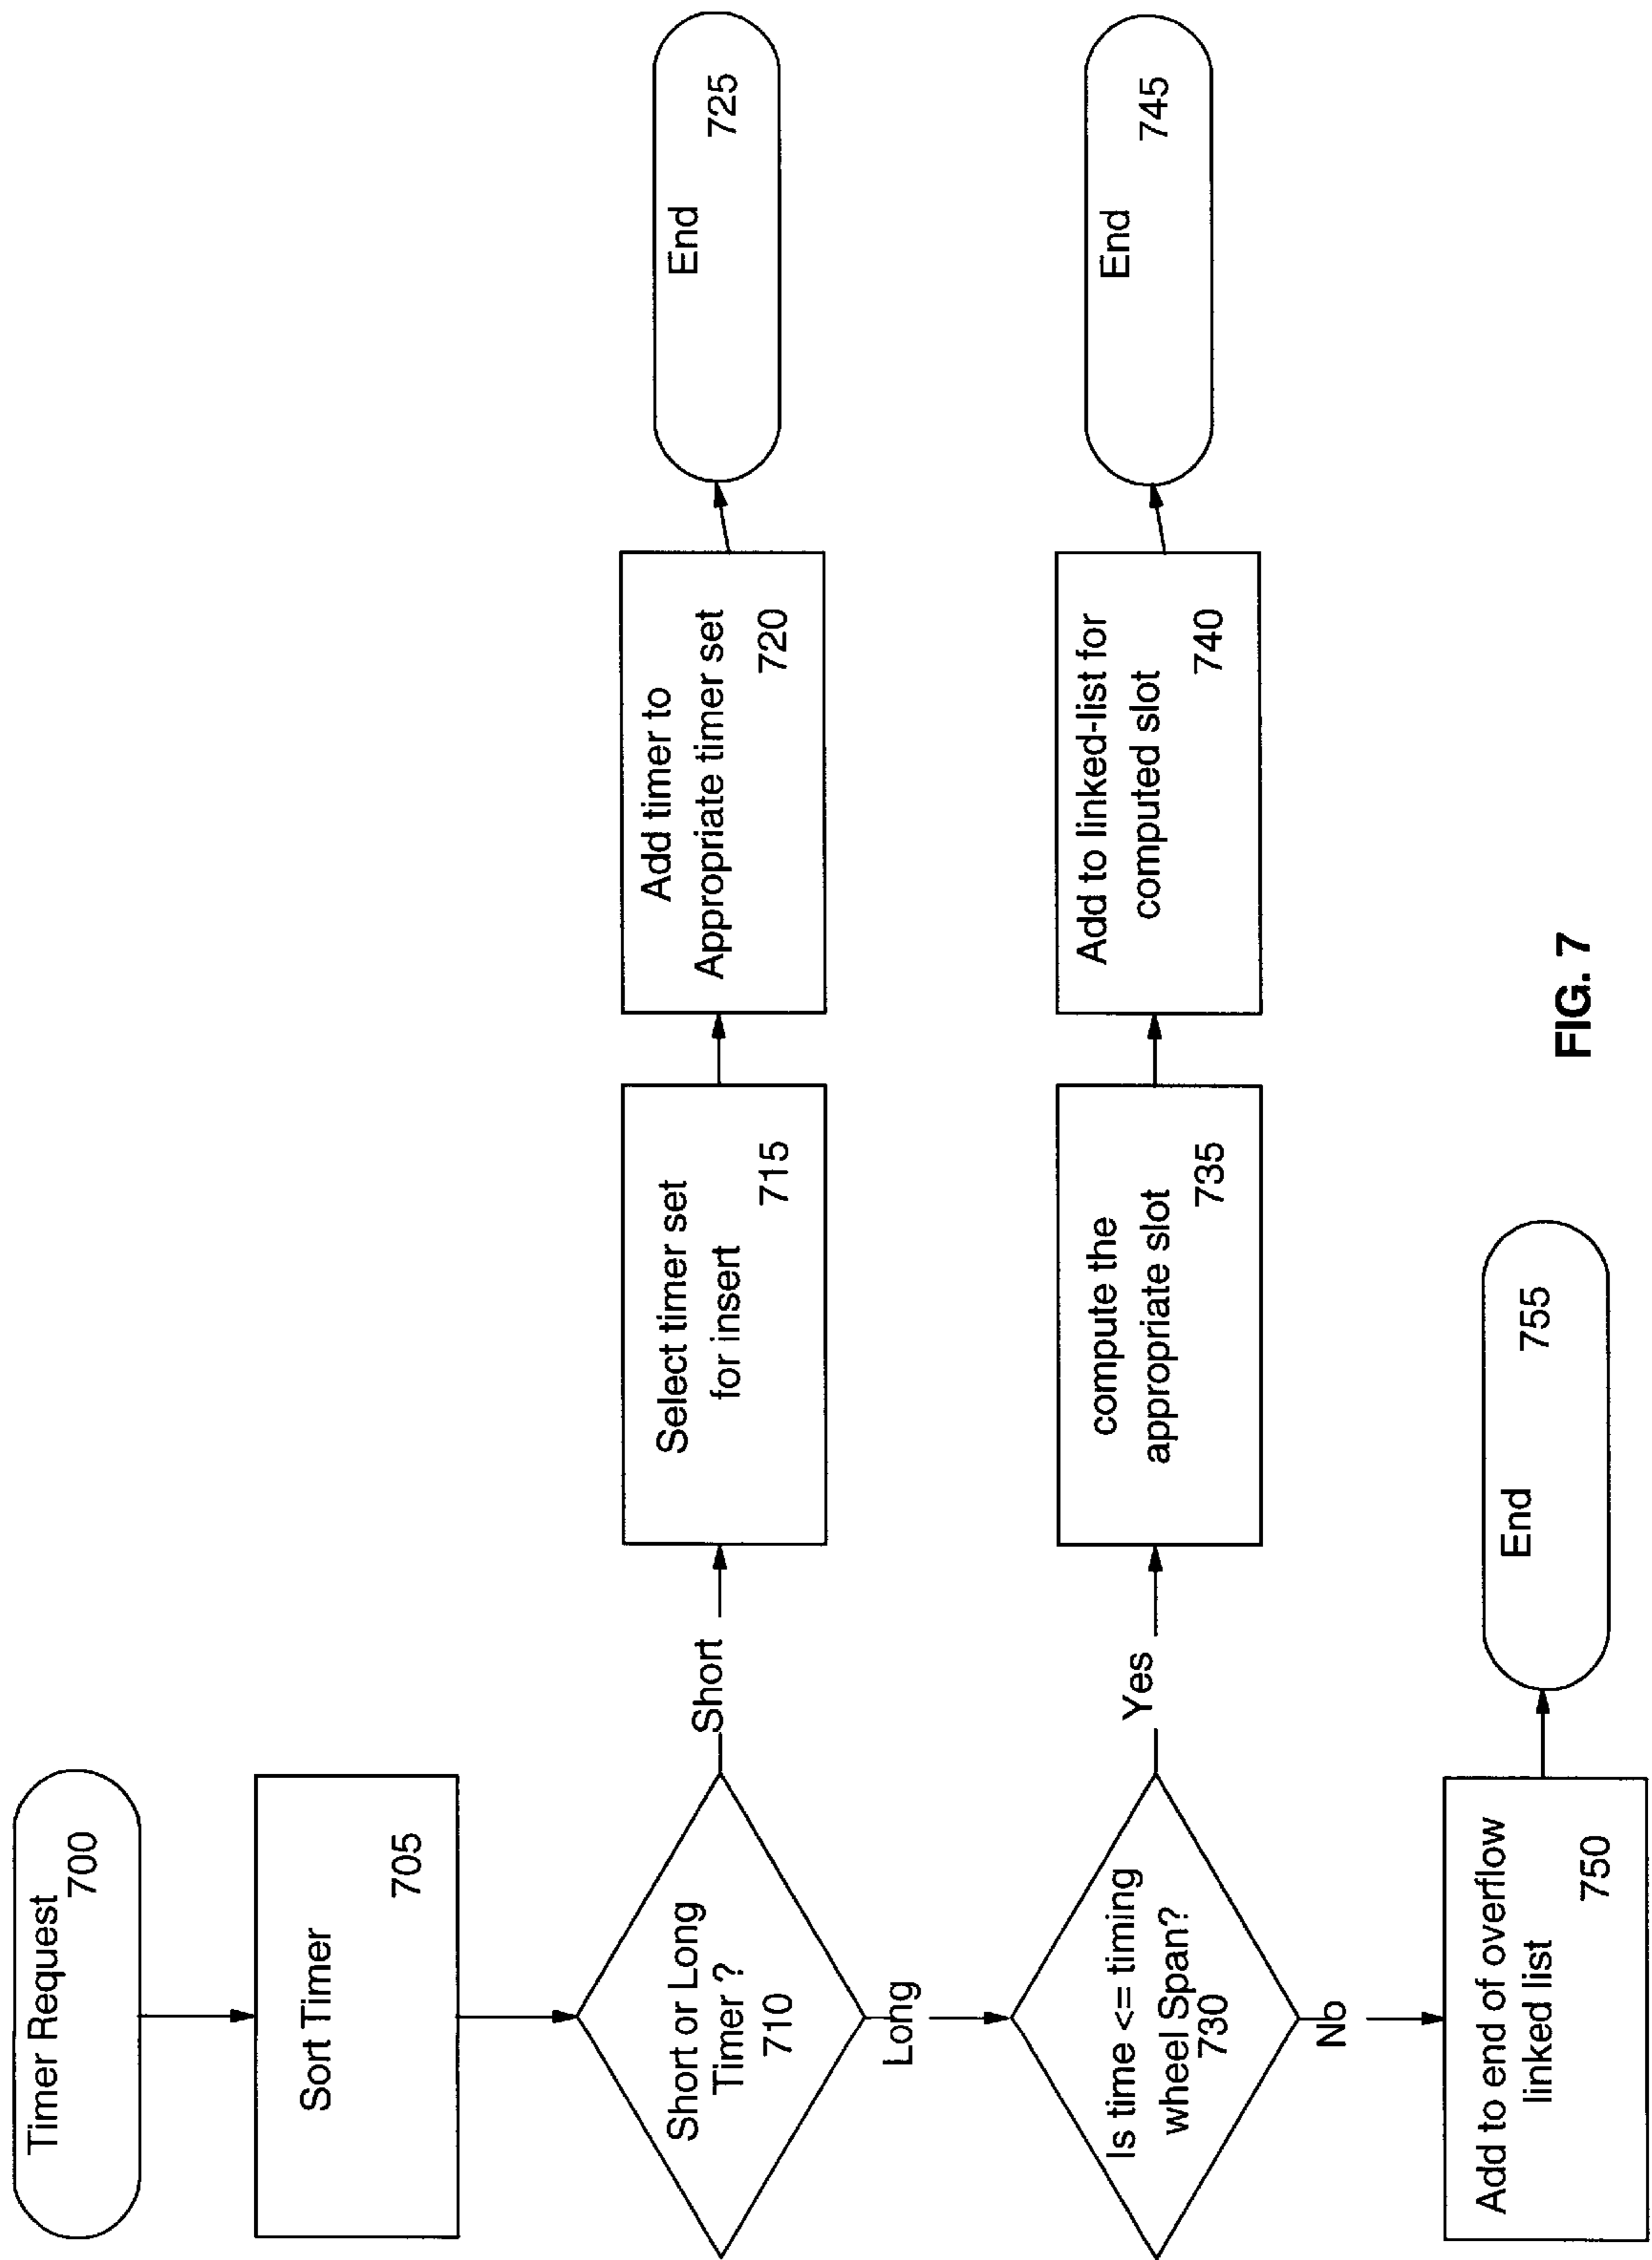 Timer Request
700
Sort Timer
705
Short or Long
Timer ?
710
Short
Select timer set
for insert
715
Add timer to
Appropriate timer set
720
End
725
Long
Is time <= timing
wheel Span?
730
Yes
compute the
appropriate slot
735
Add to linked-list for
computed slot
740
End
745
No
Add to end of overflow
linked list
750
End
755
FIG. 7